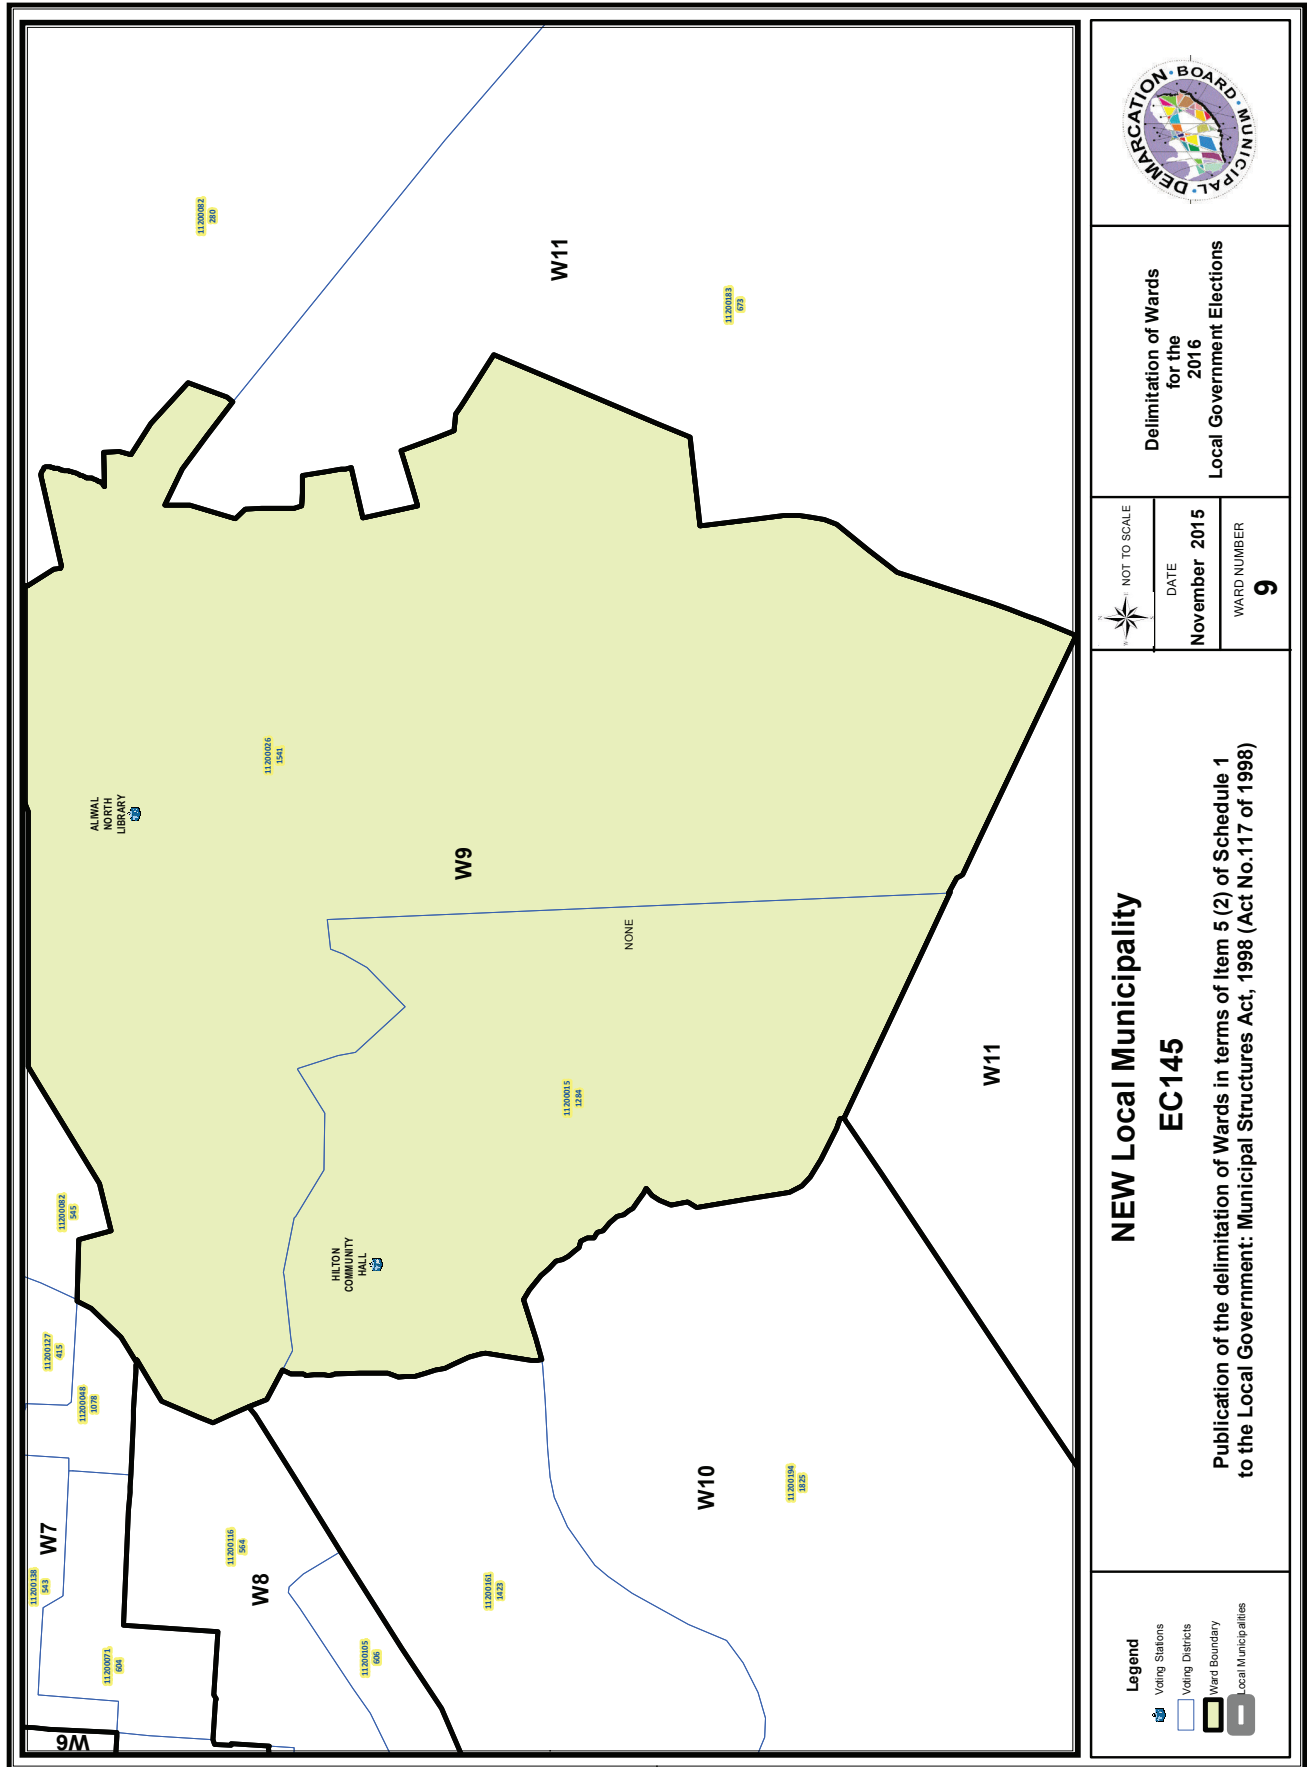 11200082
280
W11
11200183
673
11200026
1541
ALIWAL
NORTH
LIBRARY
W9
NONE
11200015
1284
W11
11200082
545
HILTON
COMMUNITY
HALL
11200127
415
11200048
1078
W7
11200138
543
11200116
564
W8
11200071
604
11200105
606
11200161
1423
W10
11200194
1825
W6
Legend
Voting Stations
Voting Districts
Ward Boundary
Local Municipalities
NEW Local Municipality
EC145
Publication of the delimitation of Wards in terms of Item 5 (2) of Schedule 1
to the Local Government: Municipal Structures Act, 1998 (Act No.117 of 1998)
NOT TO SCALE
DATE
November 2015
WARD NUMBER
9
Delimitation of Wards
for the
2016
Local Government Elections
MUNICIPAL DEMARCATION BOARD